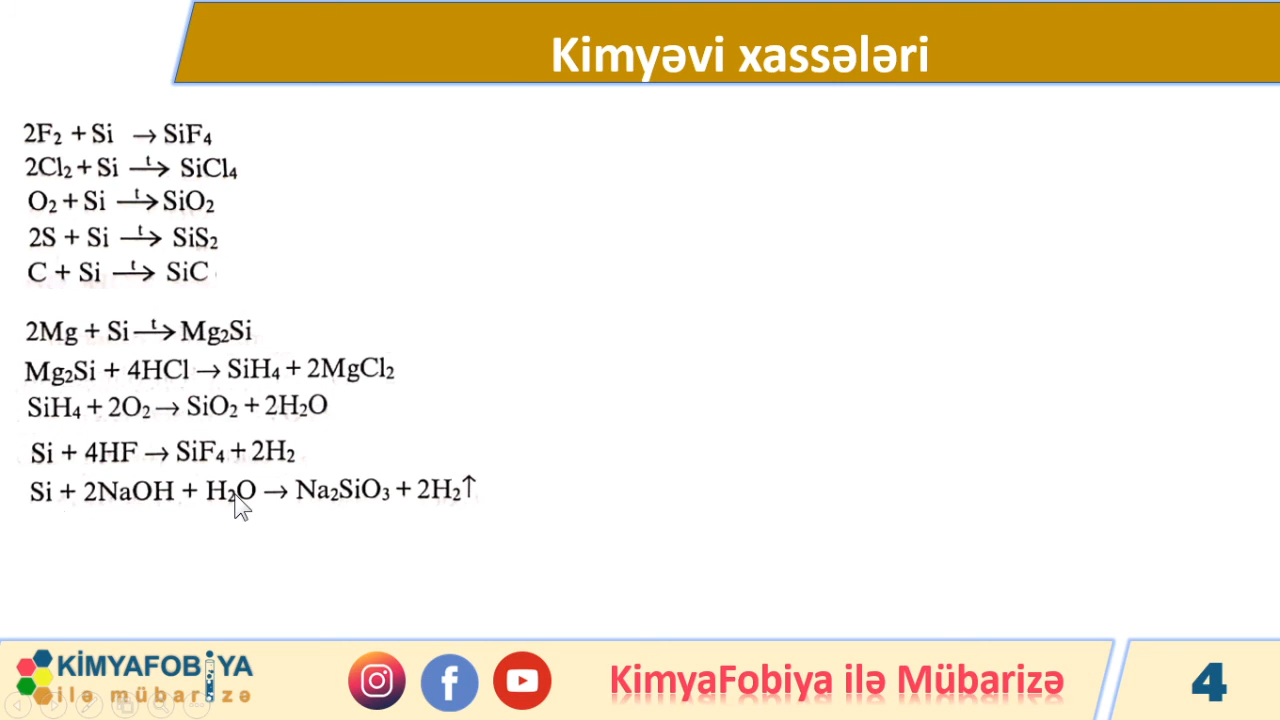 Kimyəvi xassələri
2F₂ + Si → SiF₄
2Cl₂ + Si —t→ SiCl₄
O₂ + Si —t→ SiO₂
2S + Si —t→ SiS₂
C + Si —t→ SiC
2Mg + Si —t→ Mg₂Si
Mg₂Si + 4HCl → SiH₄ + 2MgCl₂
SiH₄ + 2O₂ → SiO₂ + 2H₂O
Si + 4HF → SiF₄ + 2H₂
Si + 2NaOH + H₂O → Na₂SiO₃ + 2H₂↑
KİMYAFOBİYA
ilə mübarizə
KimyaFobiya ilə Mübarizə
4